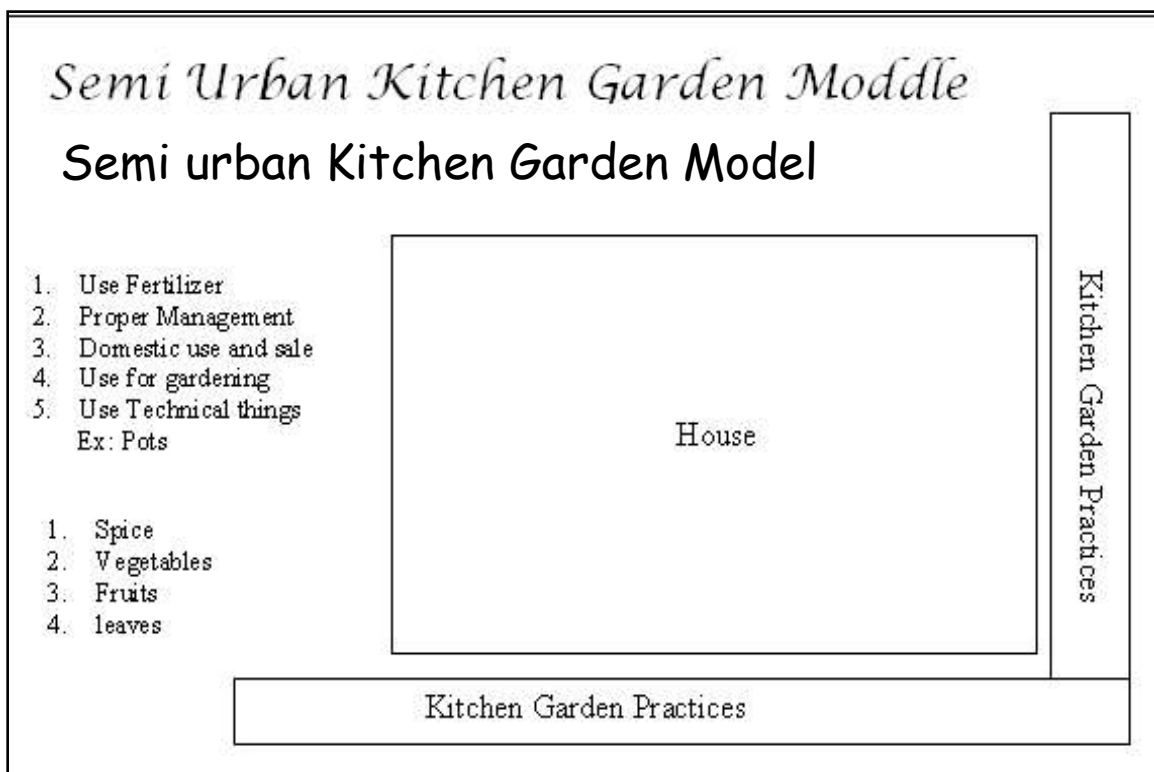 Semi Urban Kitchen Garden Moddle
Semi urban Kitchen Garden Model
1. Use Fertilizer
2. Proper Management
3. Domestic use and sale
4. Use for gardening
5. Use Technical things
Ex: Pots
1. Spice
2. Vegetables
3. Fruits
4. leaves
House
Kitchen Garden Practices
Kitchen Garden Practices